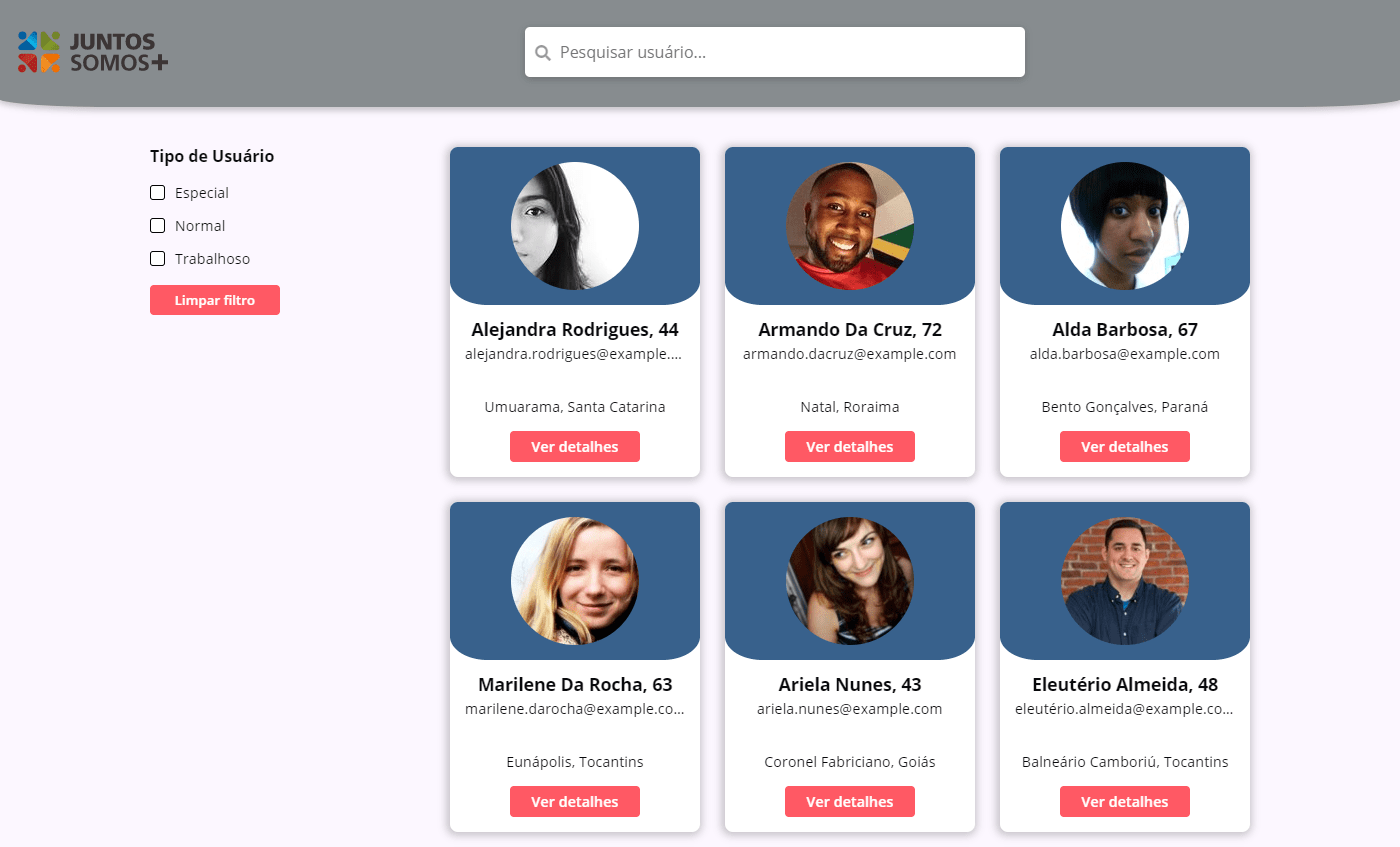 JUNTOS
SOMOS+
Pesquisar usuário...
Tipo de Usuário
Especial
Normal
Trabalhoso
Limpar filtro
Alejandra Rodrigues, 44
alejandra.rodrigues@example....
Umuarama, Santa Catarina
Ver detalhes
Armando Da Cruz, 72
armando.dacruz@example.com
Natal, Roraima
Ver detalhes
Alda Barbosa, 67
alda.barbosa@example.com
Bento Gonçalves, Paraná
Ver detalhes
Marilene Da Rocha, 63
marilene.darocha@example.co...
Eunápolis, Tocantins
Ver detalhes
Ariela Nunes, 43
ariela.nunes@example.com
Coronel Fabriciano, Goiás
Ver detalhes
Eleutério Almeida, 48
eleutério.almeida@example.co...
Balneário Camboriú, Tocantins
Ver detalhes